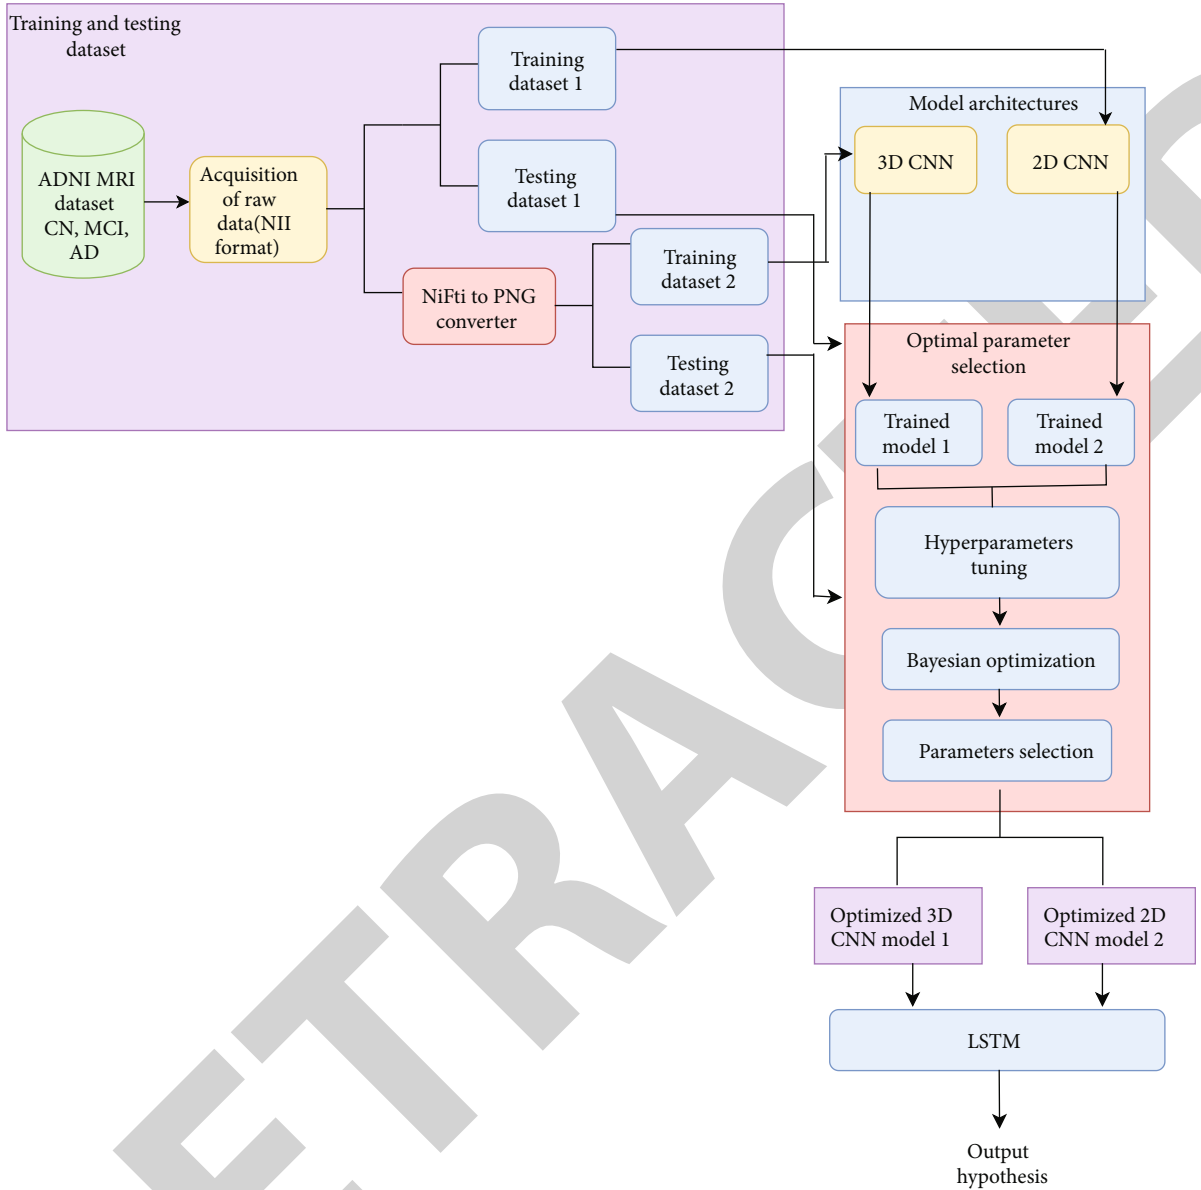 Training and testing
dataset
ADNI MRI
dataset
CN, MCI,
AD
Acquisition
of raw
data(NII
format)
Training
dataset 1
Testing
dataset 1
NiFti to PNG
converter
Training
dataset 2
Testing
dataset 2
Model architectures
3D CNN
2D CNN
Optimal parameter
selection
Trained
model 1
Trained
model 2
Hyperparameters
tuning
Bayesian optimization
Parameters selection
Optimized 3D
CNN model 1
Optimized 2D
CNN model 2
LSTM
Output
hypothesis